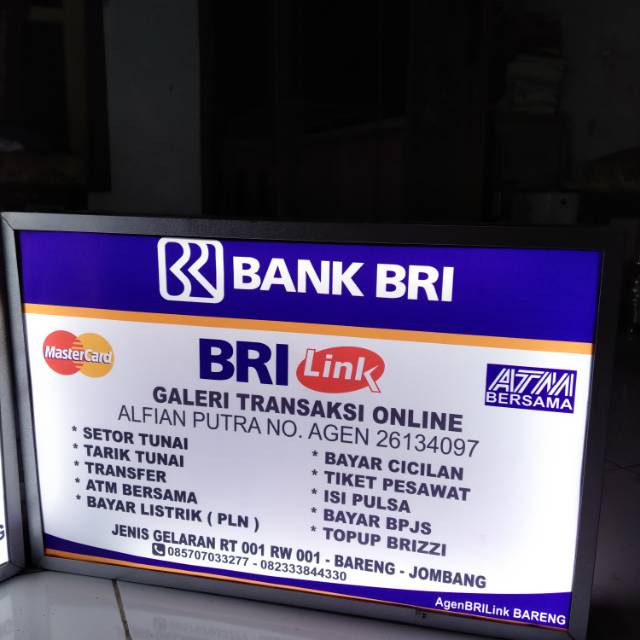 BANK BRI
MasterCard
BRI Link
ATM
BERSAMA
GALERI TRANSAKSI ONLINE
ALFIAN PUTRA NO. AGEN 26134097
* SETOR TUNAI
* TARIK TUNAI
* TRANSFER
* ATM BERSAMA
* BAYAR LISTRIK ( PLN )
* BAYAR CICILAN
* TIKET PESAWAT
* ISI PULSA
* BAYAR BPJS
* TOPUP BRIZZI
JENIS GELARAN RT 001 RW 001 - BARENG - JOMBANG
085707033277 - 082333844330
AgenBRILink BARENG